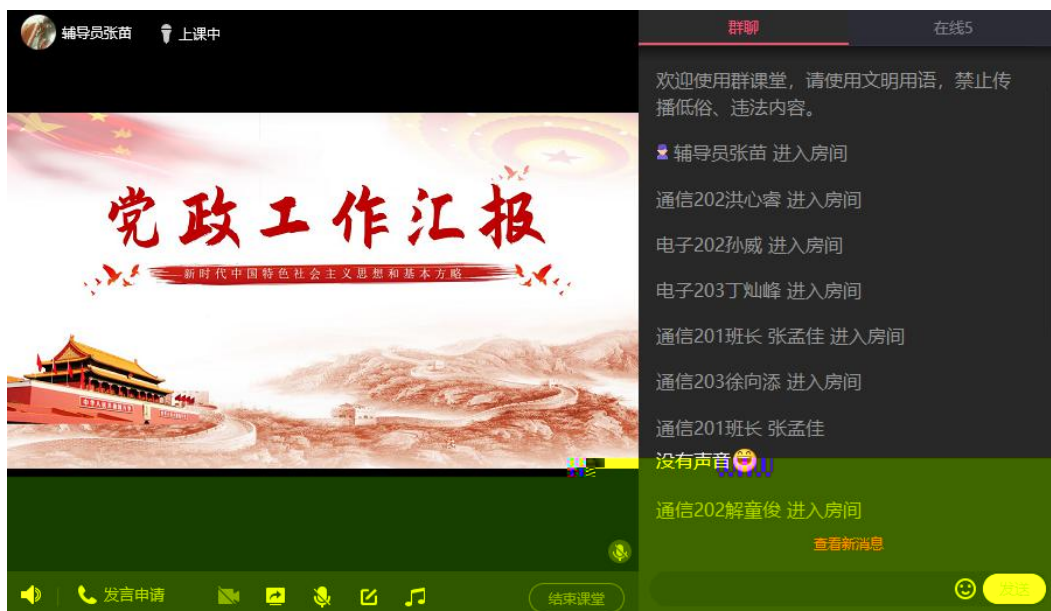 辅导员张苗
上课中
党政工作汇报
新时代中国特色社会主义思想和基本方略
发言申请
结束课堂
群聊
在线5
欢迎使用群课堂，请使用文明用语，禁止传
播低俗、违法内容。
辅导员张苗 进入房间
通信202洪心睿 进入房间
电子202孙威 进入房间
电子203丁灿峰 进入房间
通信201班长 张孟佳 进入房间
通信203徐向添 进入房间
通信201班长 张孟佳
没有声音
通信202解童俊 进入房间
查看新消息
发送